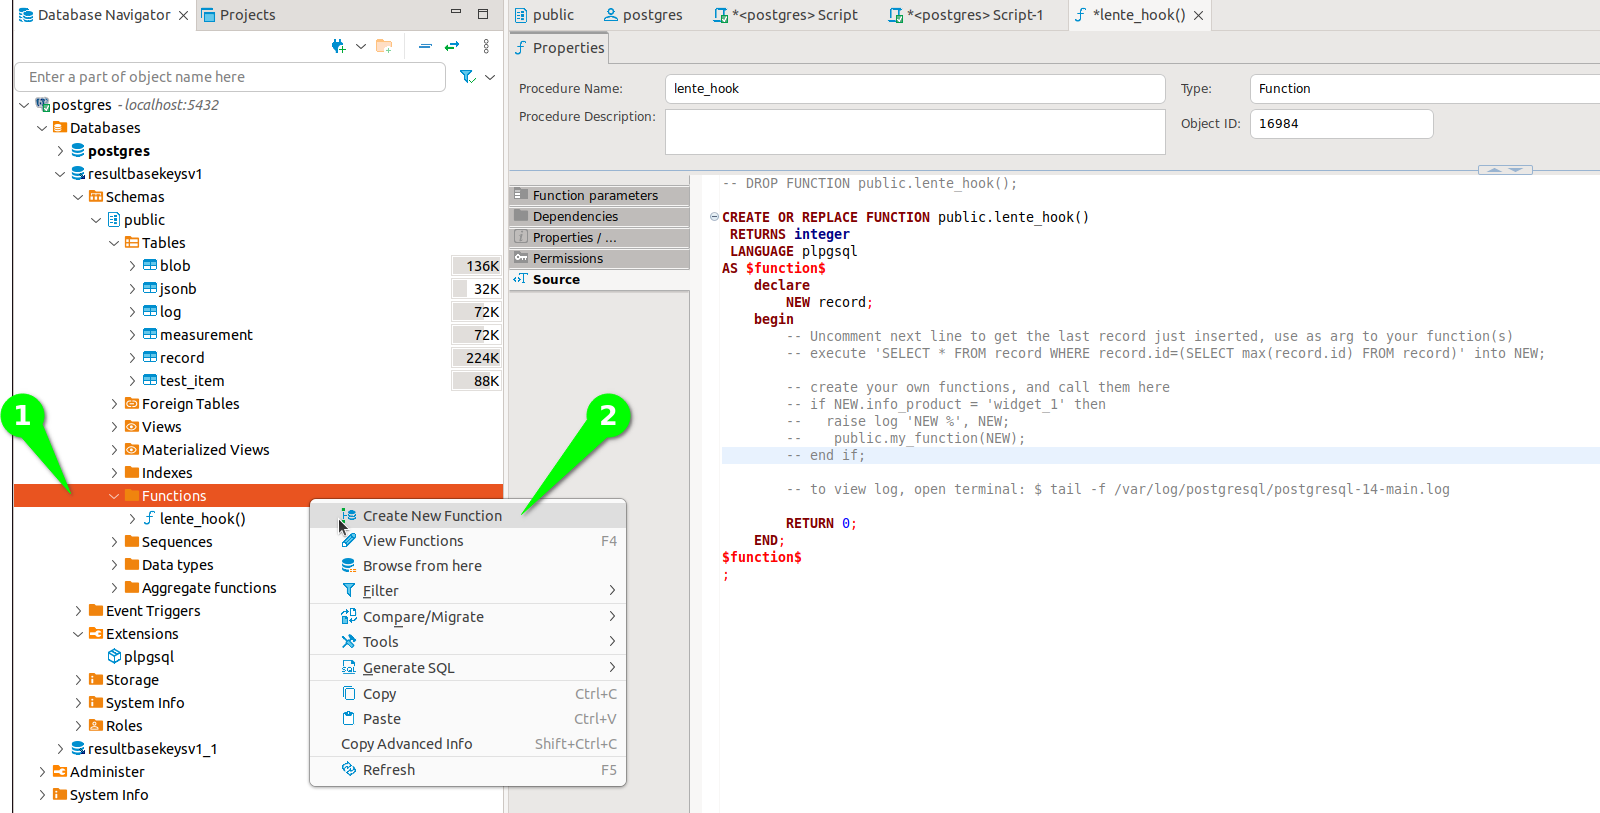 Database Navigator
Projects
Enter a part of object name here
postgres - localhost:5432
Databases
postgres
resultbasekeysv1
Schemas
public
Tables
blob 136K
jsonb 32K
log 72K
measurement 72K
record 224K
test_item 88K
Foreign Tables
Views
Materialized Views
Indexes
Functions
lente_hook()
Sequences
Data types
Aggregate functions
Event Triggers
Extensions
plpgsql
Storage
System Info
Roles
resultbasekeysv1_1
Administer
System Info
1
2
Create New Function
View Functions F4
Browse from here
Filter
Compare/Migrate
Tools
Generate SQL
Copy Ctrl+C
Paste Ctrl+V
Copy Advanced Info Shift+Ctrl+C
Refresh F5
public
postgres
*<postgres> Script
*<postgres> Script-1
*lente_hook()
Properties
Procedure Name: lente_hook
Type: Function
Procedure Description:
Object ID: 16984
Function parameters
Dependencies
Properties / ...
Permissions
Source
-- DROP FUNCTION public.lente_hook();
CREATE OR REPLACE FUNCTION public.lente_hook()
RETURNS integer
LANGUAGE plpgsql
AS $function$
declare
NEW record;
begin
-- Uncomment next line to get the last record just inserted, use as arg to your function(s)
-- execute 'SELECT * FROM record WHERE record.id=(SELECT max(record.id) FROM record)' into NEW;
-- create your own functions, and call them here
-- if NEW.info_product = 'widget_1' then
--   raise log 'NEW %', NEW;
--    public.my_function(NEW);
-- end if;
-- to view log, open terminal: $ tail -f /var/log/postgresql/postgresql-14-main.log
RETURN 0;
END;
$function$
;